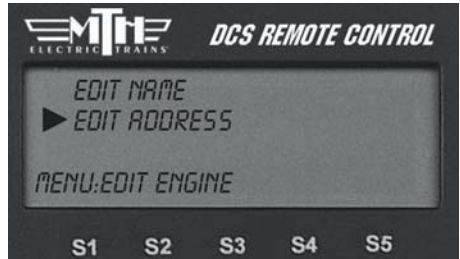 MTH
ELECTRIC TRAINS
DCS REMOTE CONTROL
EDIT NAME
EDIT ADDRESS
MENU:EDIT ENGINE
S1 S2 S3 S4 S5